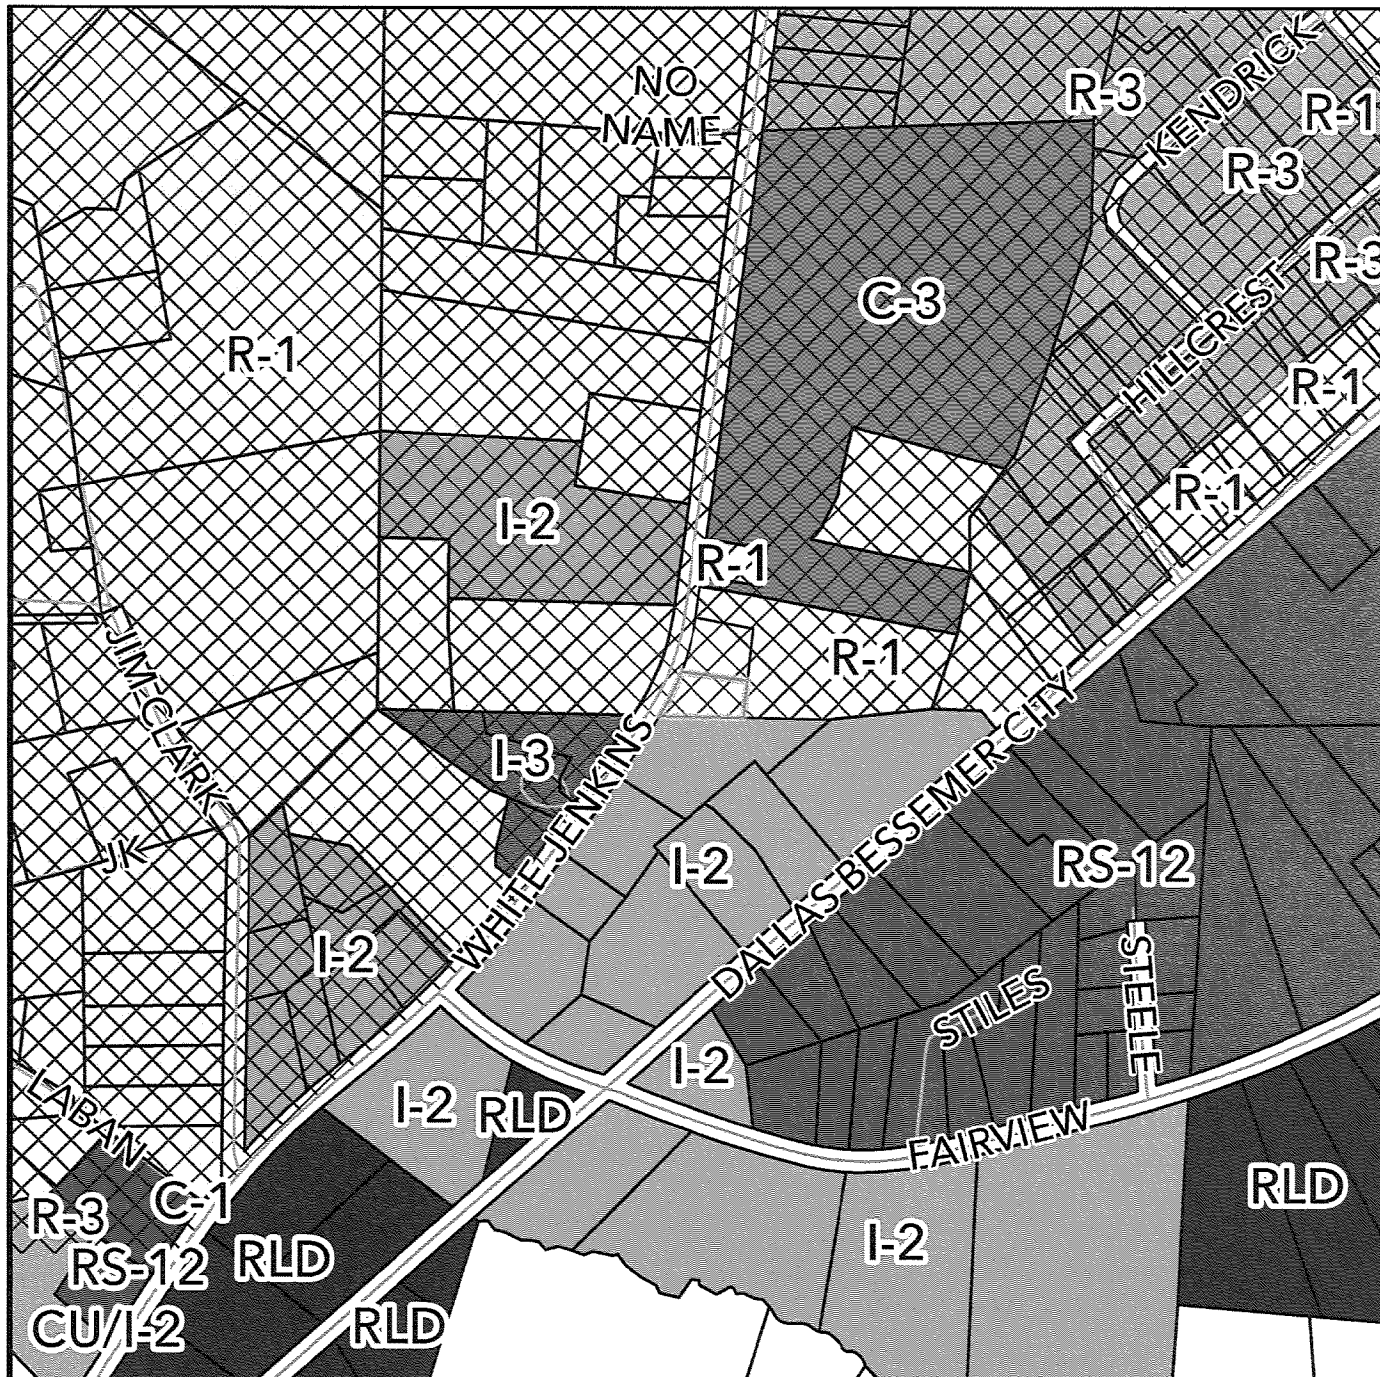 NO
NAME
R-3
KENDRICK
R-1
R-3
R-3
C-3
HILLCREST
R-1
R-1
R-1
I-2
R-1
R-1
JIM CLARK
DALLAS BESSEMER CITY
I-3
WHITE JENKINS
JK
I-2
RS-12
I-2
STEELE
STILES
I-2
I-2
RLD
LABAN
FAIRVIEW
RLD
C-1
R-3
I-2
RLD
RS-12
CU/I-2
RLD